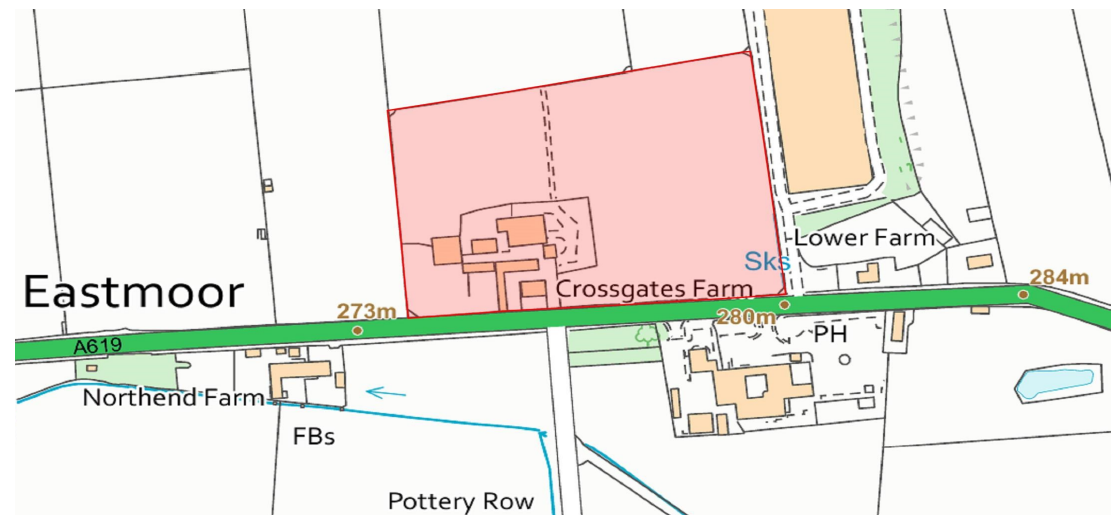 Lower Farm
Sks
284m
Eastmoor
Crossgates Farm
273m
280m
PH
A619
Northend Farm
FBs
Pottery Row